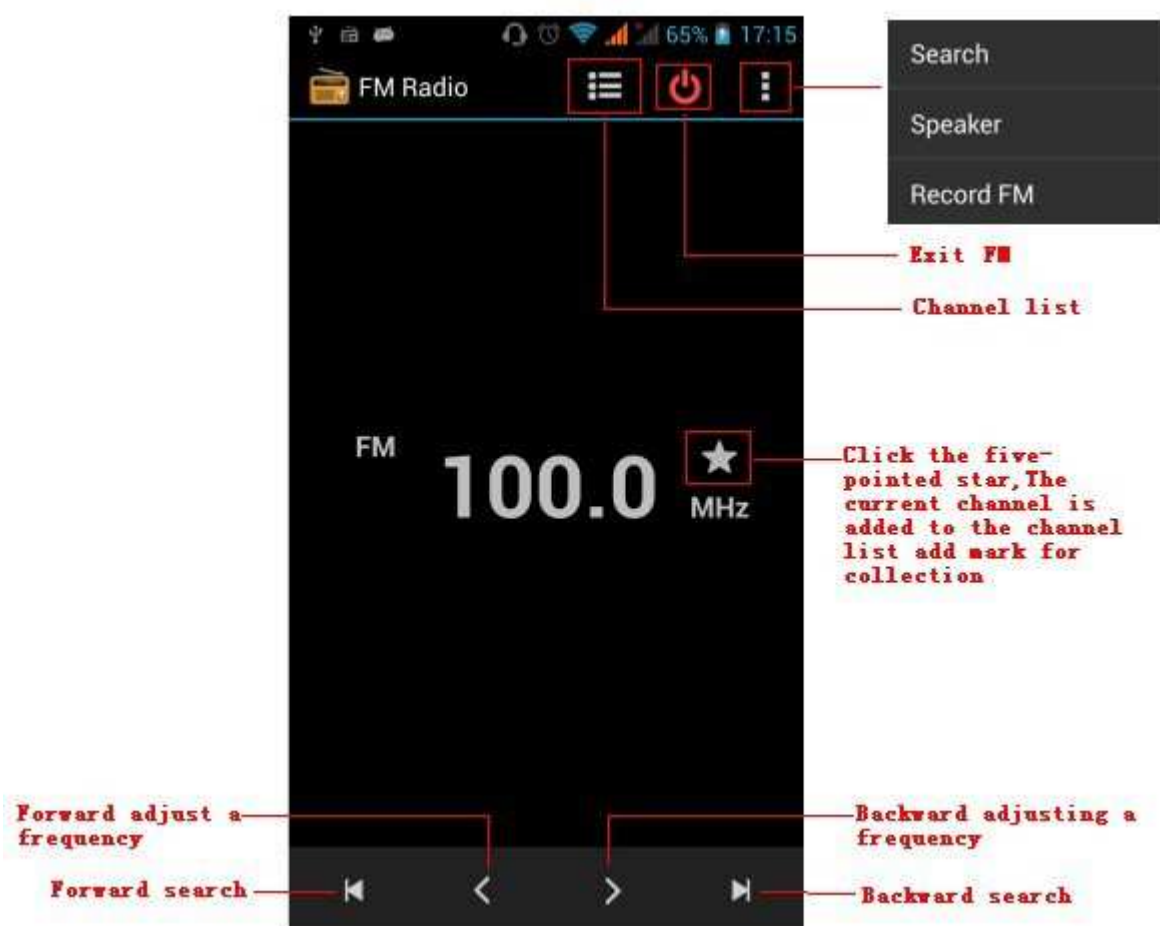 65% 17:15
FM Radio
Search
Speaker
Record FM
Exit FM
Channel list
FM
100.0
MHz
Click the five-
pointed star,The
current channel is
added to the channel
list add mark for
collection
Forward adjust a
frequency
Backward adjusting a
frequency
Forward search
Backward search